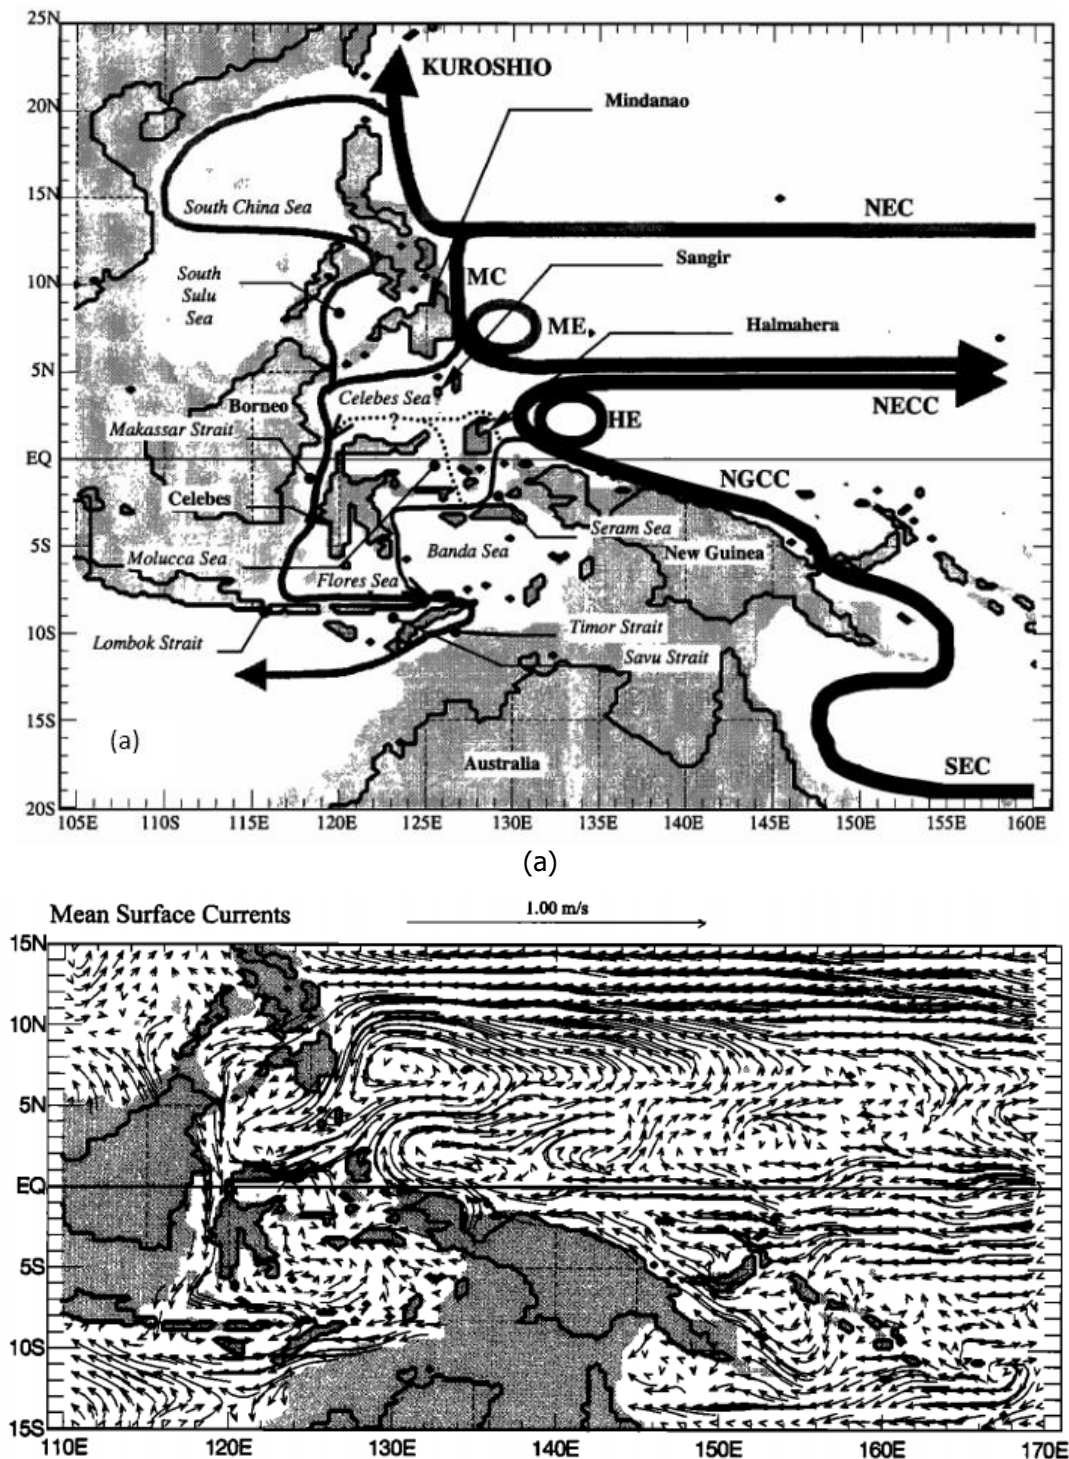 25N
20N
15N
10N
5N
EQ
5S
10S
15S
20S
KUROSHIO
Mindanao
South China Sea
NEC
Sangir
MC
South
Sulu
Sea
ME
Halmahera
Celebes Sea
Borneo
?
NECC
HE
Makassar Strait
NGCC
Celebes
Seram Sea
Molucca Sea
Banda Sea
New Guinea
Flores Sea
Lombok Strait
Timor Strait
Savu Strait
(a)
Australia
SEC
105E 110S 115E 120E 125E 130E 135E 140E 145E 150E 155E 160E
(a)
Mean Surface Currents
1.00 m/s
15N
10N
5N
EQ
5S
10S
15S
110E 120E 130E 140E 150E 160E 170E